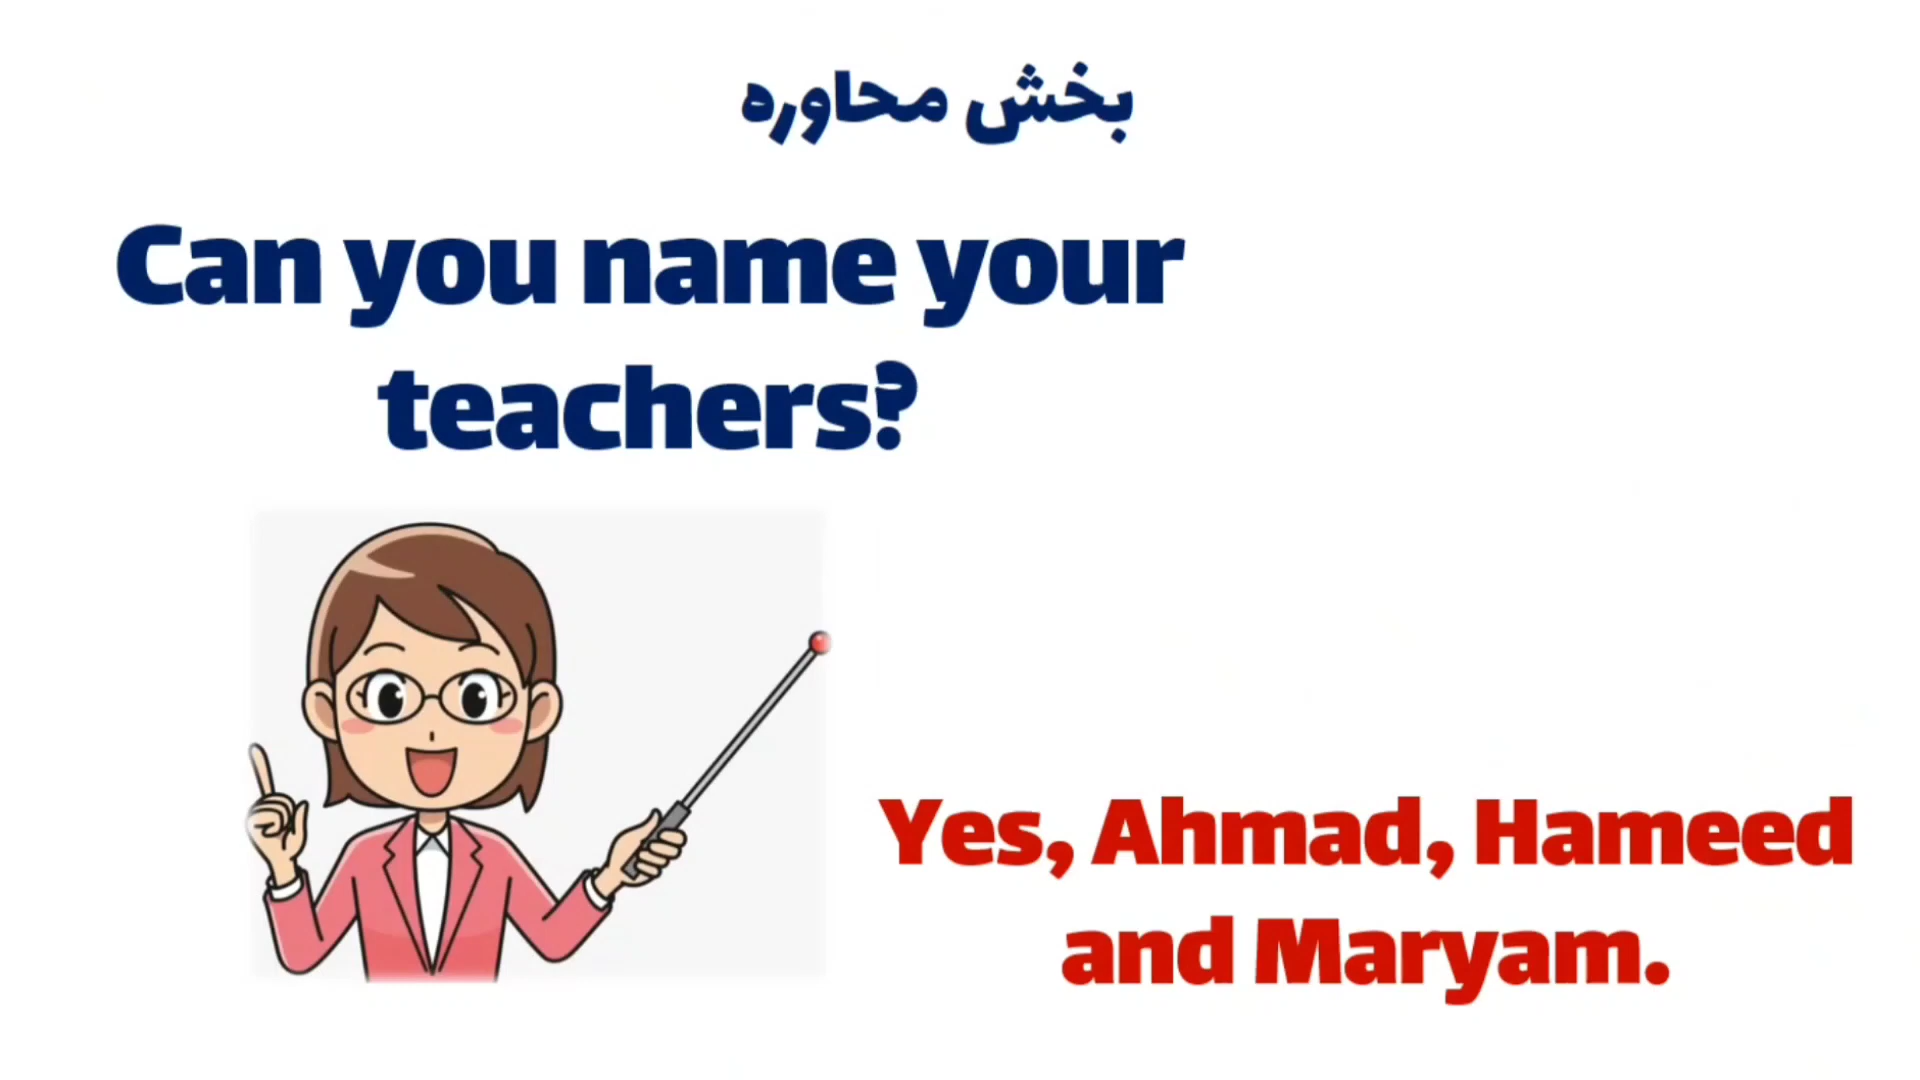 بخش محاوره
Can you name your
teachers?
Yes, Ahmad, Hameed
and Maryam.